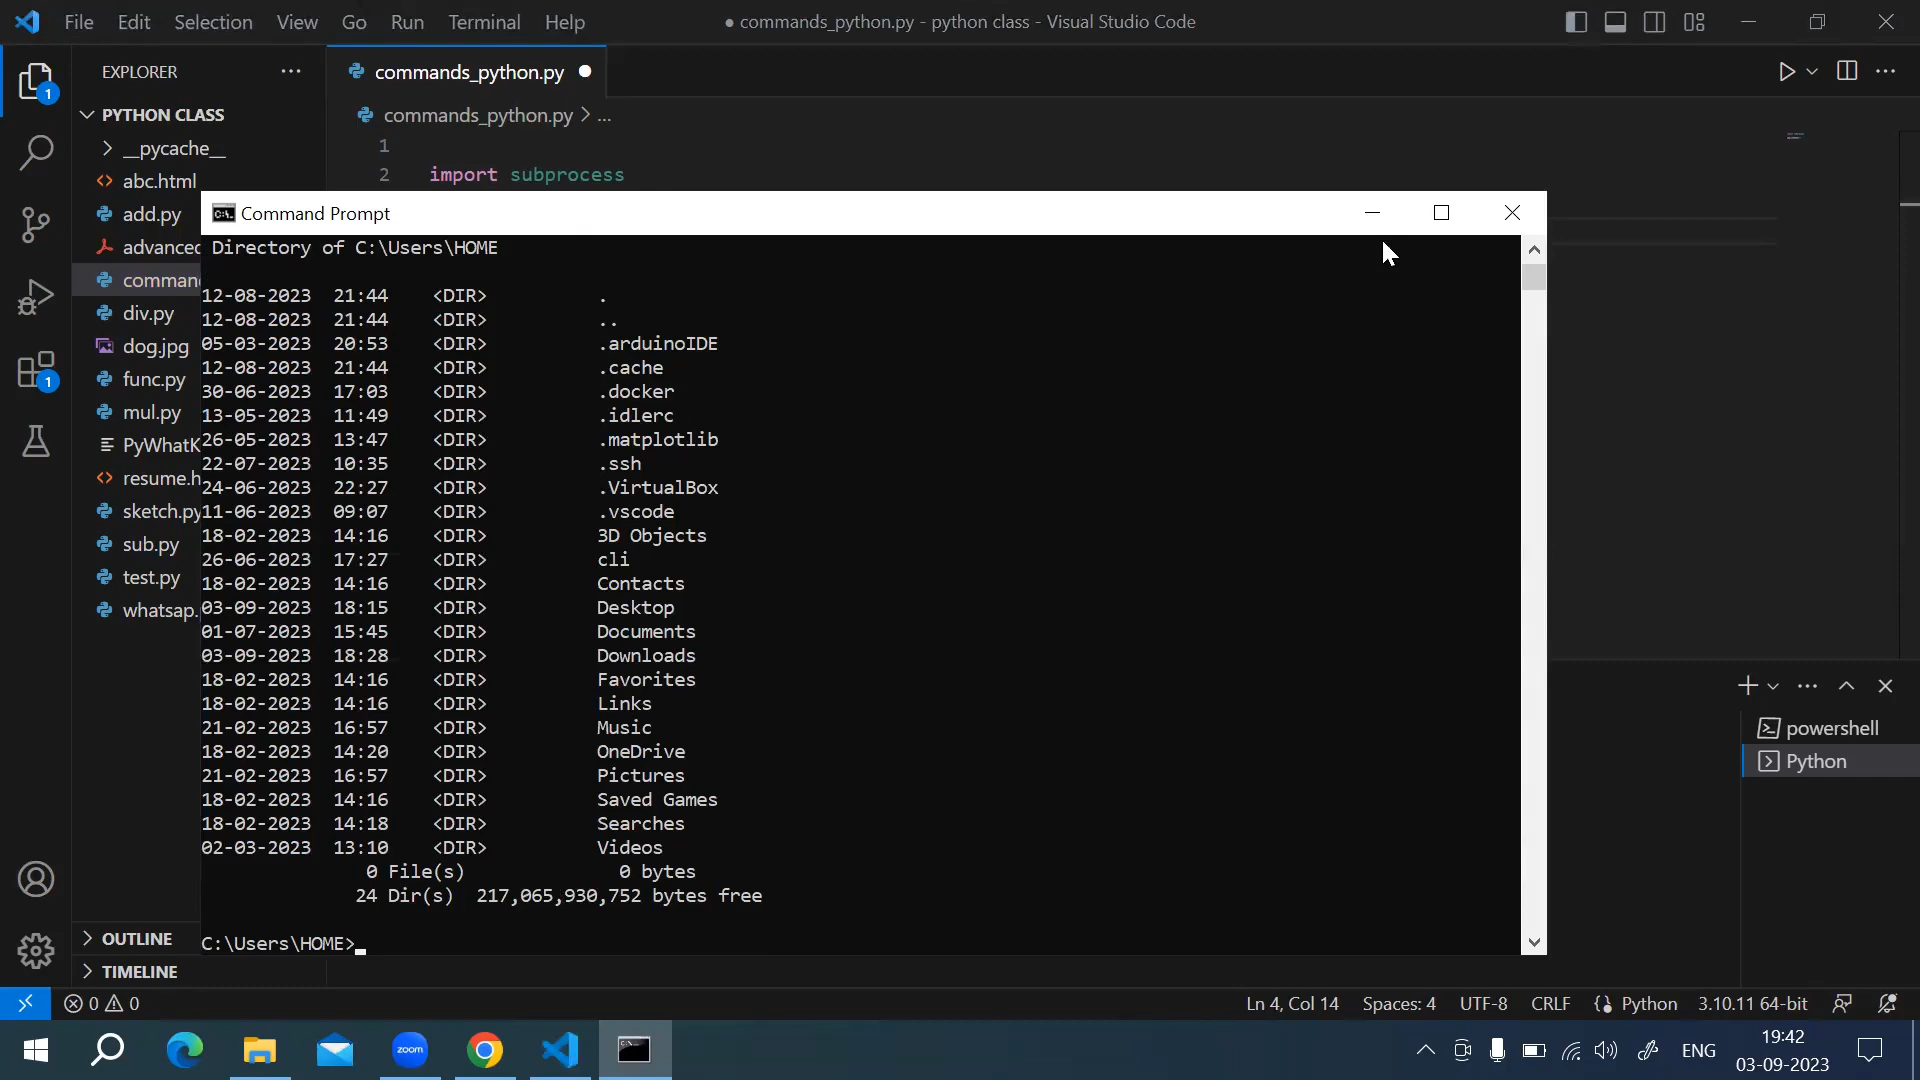 File Edit Selection View Go Run Terminal Help
● commands_python.py - python class - Visual Studio Code
EXPLORER
commands_python.py
PYTHON CLASS
commands_python.py > ...
__pycache__
abc.html
add.py
advanced
command
div.py
dog.jpg
func.py
mul.py
PyWhatK
resume.h
sketch.py
sub.py
test.py
whatsap.
OUTLINE
TIMELINE
1
1
1
2 import subprocess
Command Prompt
Directory of C:\Users\HOME
12-08-2023 21:44 <DIR> .
12-08-2023 21:44 <DIR> ..
05-03-2023 20:53 <DIR> .arduinoIDE
12-08-2023 21:44 <DIR> .cache
30-06-2023 17:03 <DIR> .docker
13-05-2023 11:49 <DIR> .idlerc
26-05-2023 13:47 <DIR> .matplotlib
22-07-2023 10:35 <DIR> .ssh
24-06-2023 22:27 <DIR> .VirtualBox
11-06-2023 09:07 <DIR> .vscode
18-02-2023 14:16 <DIR> 3D Objects
26-06-2023 17:27 <DIR> cli
18-02-2023 14:16 <DIR> Contacts
03-09-2023 18:15 <DIR> Desktop
01-07-2023 15:45 <DIR> Documents
03-09-2023 18:28 <DIR> Downloads
18-02-2023 14:16 <DIR> Favorites
18-02-2023 14:16 <DIR> Links
21-02-2023 16:57 <DIR> Music
18-02-2023 14:20 <DIR> OneDrive
21-02-2023 16:57 <DIR> Pictures
18-02-2023 14:16 <DIR> Saved Games
18-02-2023 14:18 <DIR> Searches
02-03-2023 13:10 <DIR> Videos
0 File(s) 0 bytes
24 Dir(s) 217,065,930,752 bytes free
C:\Users\HOME>
powershell
Python
0 0
Ln 4, Col 14 Spaces: 4 UTF-8 CRLF Python 3.10.11 64-bit
zoom
ENG
19:42
03-09-2023